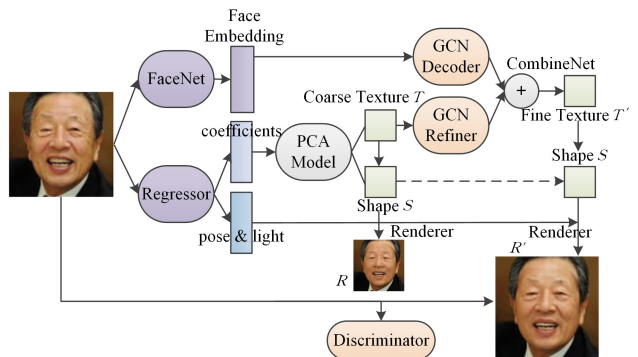 Face
Embedding
FaceNet
GCN
Decoder
CombineNet
+
Coarse Texture T
Fine Texture T′
coefficients
PCA
Model
GCN
Refiner
Regressor
Shape S
Shape S
pose & light
Renderer
Renderer
R
R′
Discriminator